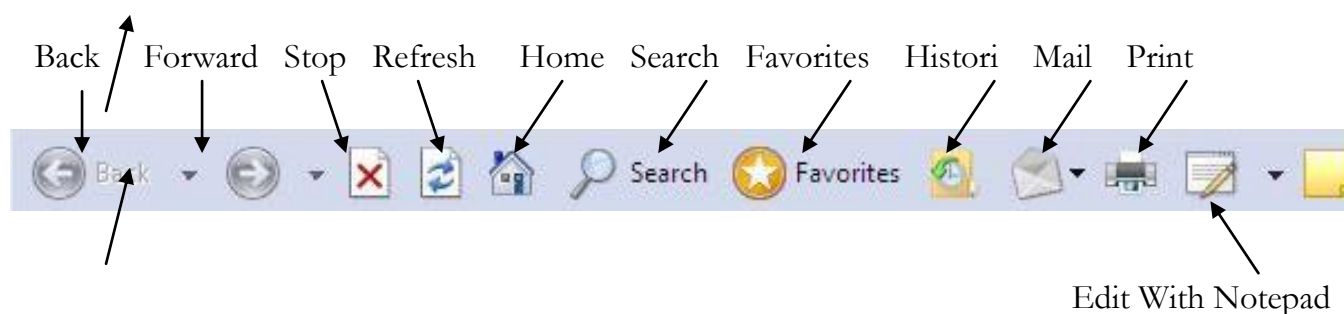 Back Forward Stop Refresh Home Search Favorites Histori Mail Print
Back Search Favorites
Edit With Notepad